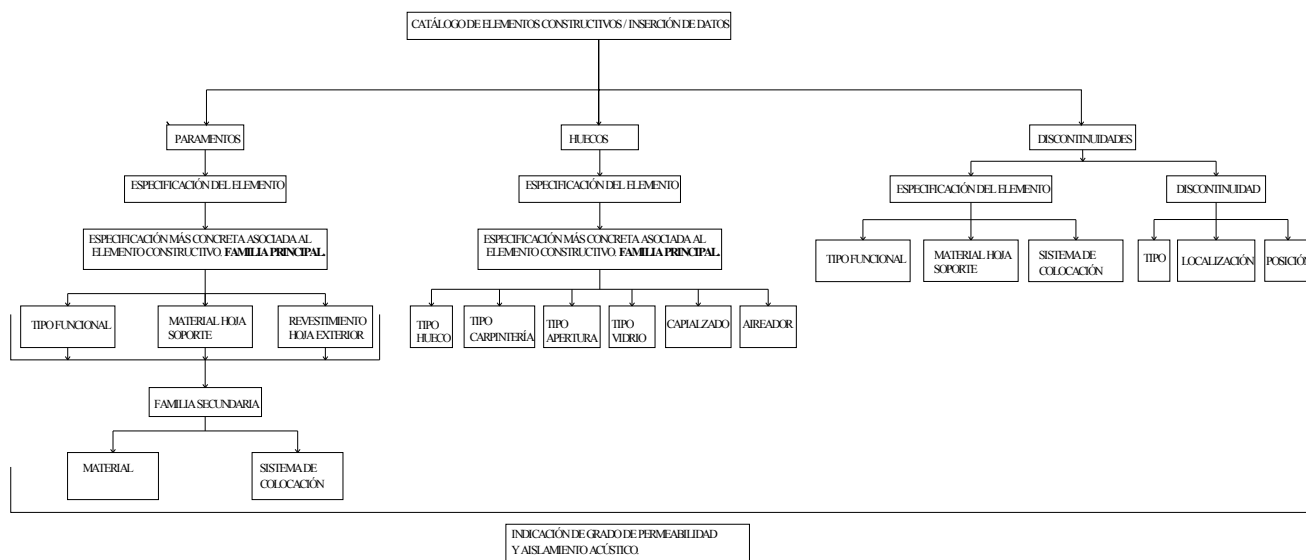 CATÁLOGO DE ELEMENTOS CONSTRUCTIVOS / INSERCIÓN DE DATOS
PARAMENTOS
HUECOS
DISCONTINUIDADES
ESPECIFICACIÓN DEL ELEMENTO
ESPECIFICACIÓN DEL ELEMENTO
ESPECIFICACIÓN DEL ELEMENTO
DISCONTINUIDAD
ESPECIFICACIÓN MÁS CONCRETA ASOCIADA AL
ELEMENTO CONSTRUCTIVO. FAMILIA PRINCIPAL.
ESPECIFICACIÓN MÁS CONCRETA ASOCIADA AL
ELEMENTO CONSTRUCTIVO. FAMILIA PRINCIPAL.
TIPO FUNCIONAL
MATERIAL HOJA
SOPORTE
SISTEMA DE
COLOCACIÓN
TIPO
LOCALIZACIÓN
POSICIÓN
TIPO FUNCIONAL
MATERIAL HOJA
SOPORTE
REVESTIMIENTO
HOJA EXTERIOR
TIPO
HUECO
TIPO
CARPINTERÍA
TIPO
APERTURA
TIPO
VIDRIO
CAPIALZADO
AIREADOR
FAMILIA SECUNDARIA
MATERIAL
SISTEMA DE
COLOCACIÓN
INDICACIÓN DE GRADO DE PERMEABILIDAD
Y AISLAMIENTO ACÚSTICO.